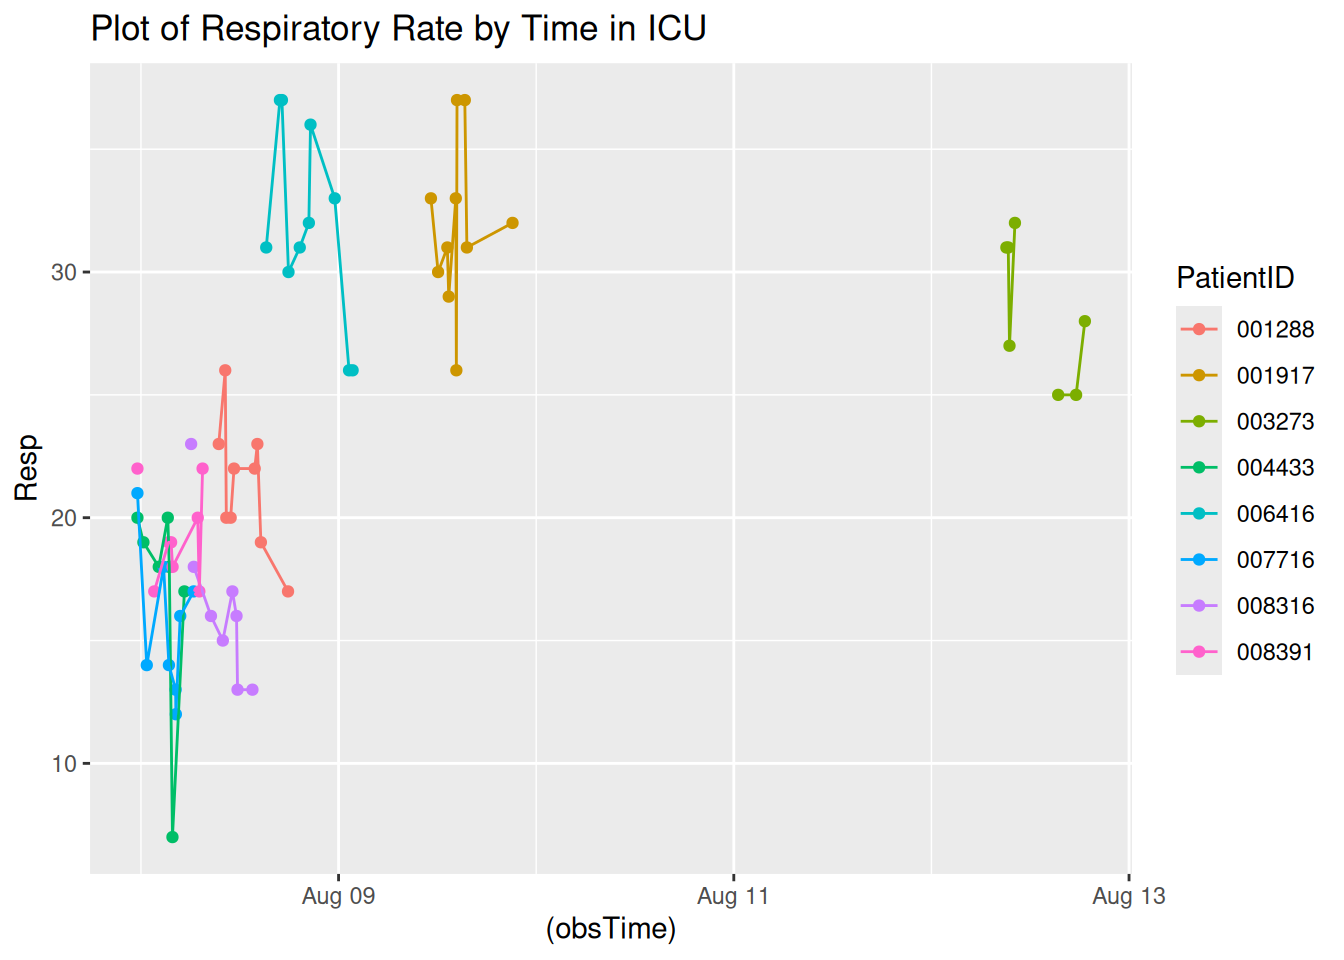 Plot of Respiratory Rate by Time in ICU
Resp
30
20
10
Aug 09
Aug 11
Aug 13
(obsTime)
PatientID
001288
001917
003273
004433
006416
007716
008316
008391